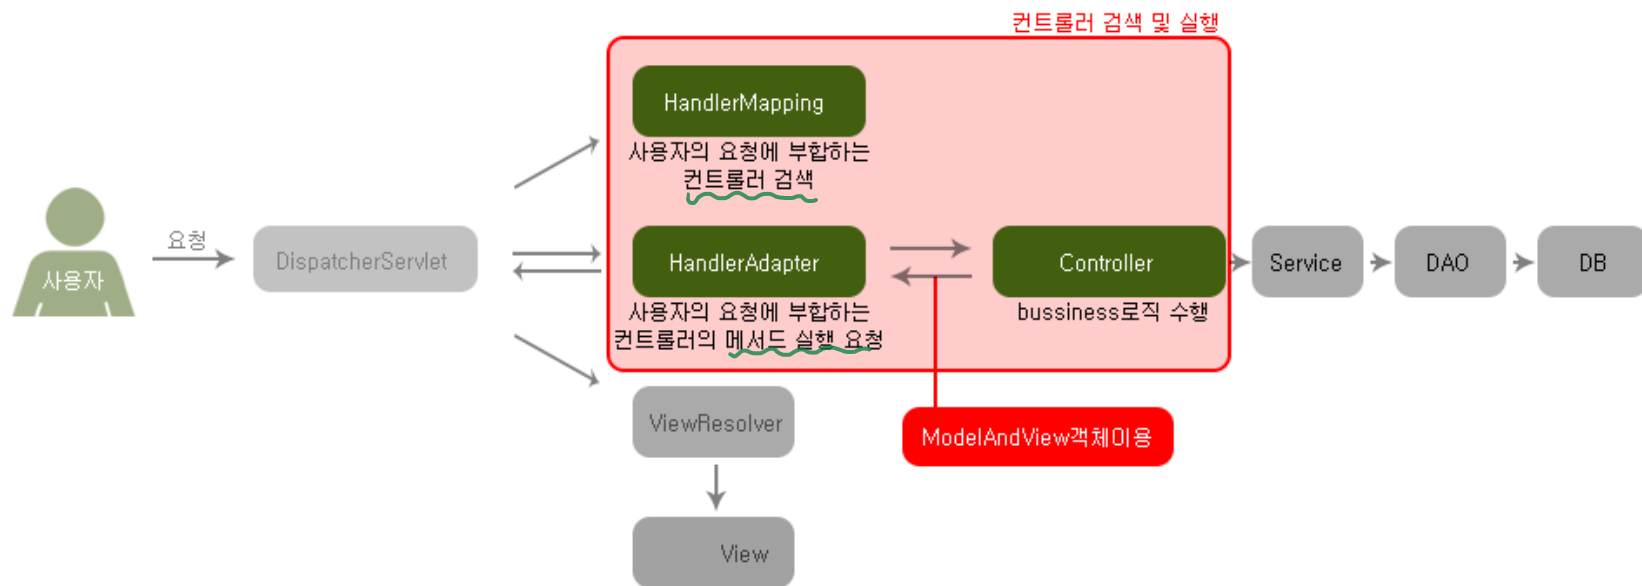 컨트롤러 검색 및 실행
HandlerMapping
사용자의 요청에 부합하는
컨트롤러 검색
사용자
요청
DispatcherServlet
HandlerAdapter
사용자의 요청에 부합하는
컨트롤러의 메서드 실행 요청
Controller
bussiness로직 수행
Service
DAO
DB
ViewResolver
ModelAndView객체이용
View